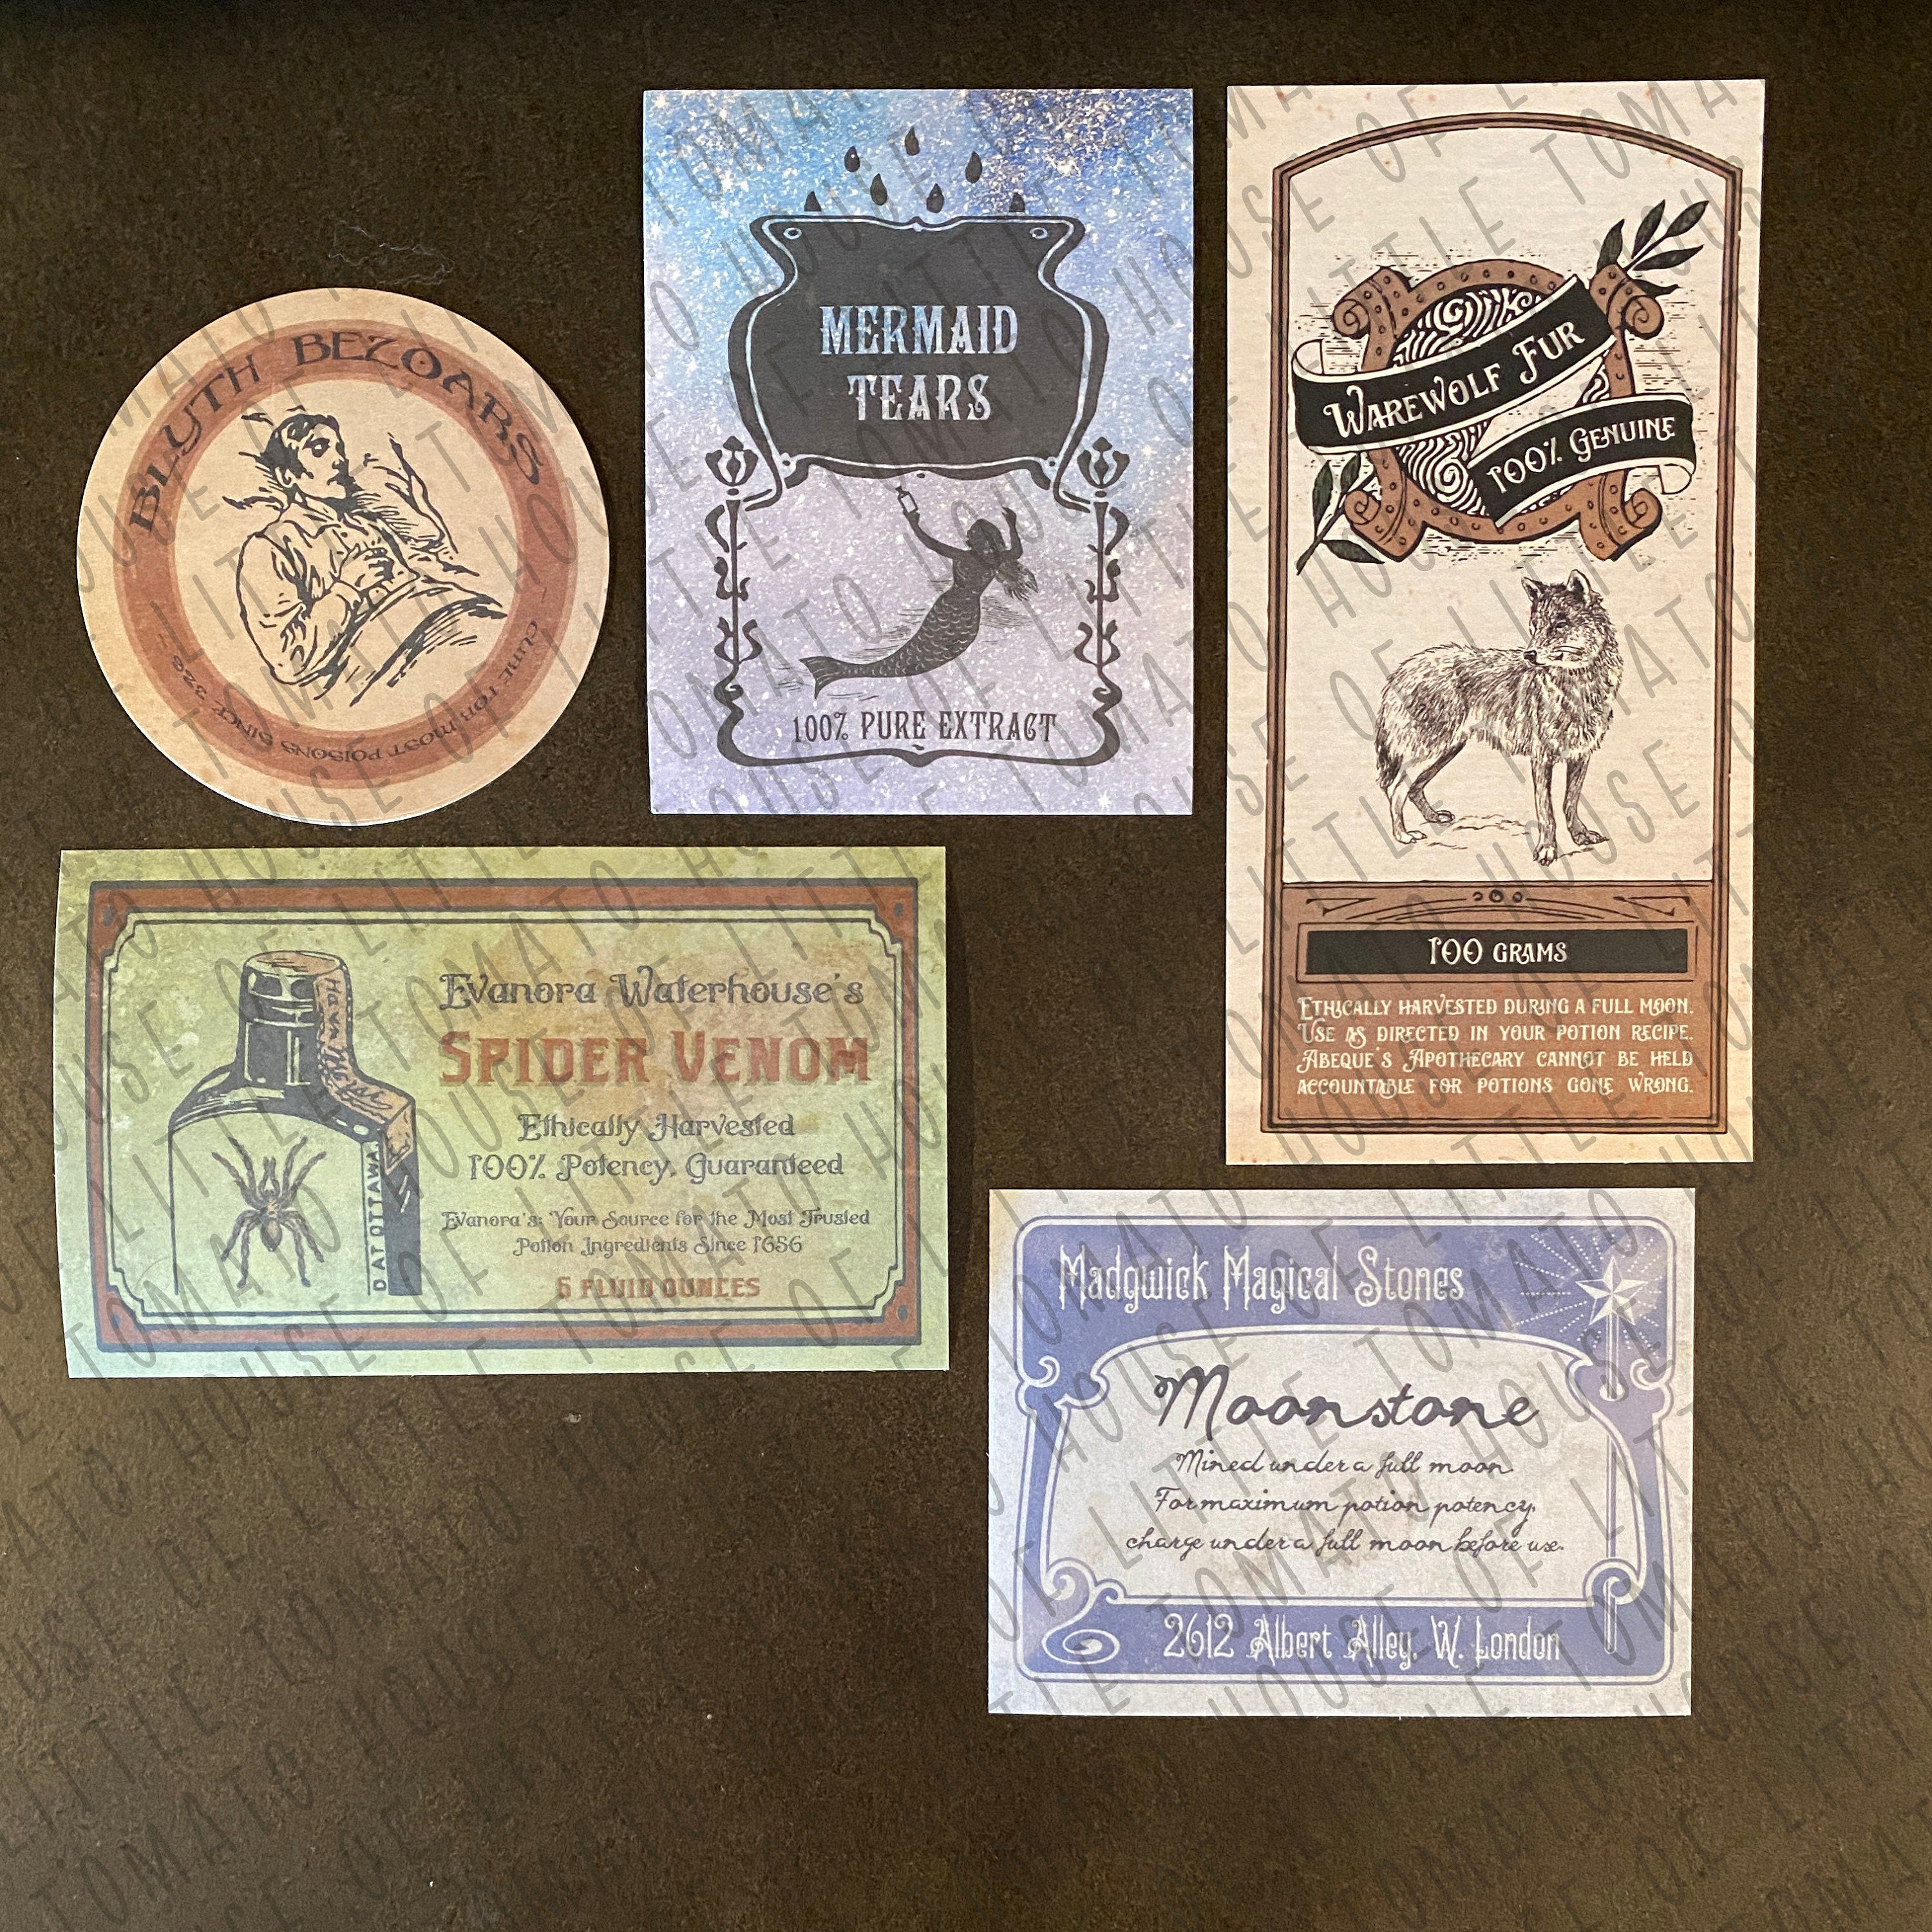 BLYTH BEZOARS
- CURE FOR MOST POISONS SINCE 328 -
MERMAID
TEARS
100% PURE EXTRACT
WAREWOLF FUR
100% GENUINE
100 GRAMS
ETHICALLY HARVESTED DURING A FULL MOON.
USE AS DIRECTED IN YOUR POTION RECIPE.
ABEQUE'S APOTHECARY CANNOT BE HELD
ACCOUNTABLE FOR POTIONS GONE WRONG.
Evanora Waterhouse's
SPIDER VENOM
Ethically Harvested
100% Potency, Guaranteed
Evanora's: Your Source for the Most Trusted
Potion Ingredients Since 1656
6 FLUID OUNCES
D AT OTTAWA
Madgwick Magical Stones
Moonstone
Mined under a full moon
For maximum potion potency,
charge under a full moon before use.
2612 Albert Alley, W. London
HOUSE OF LITTLE TOMATO